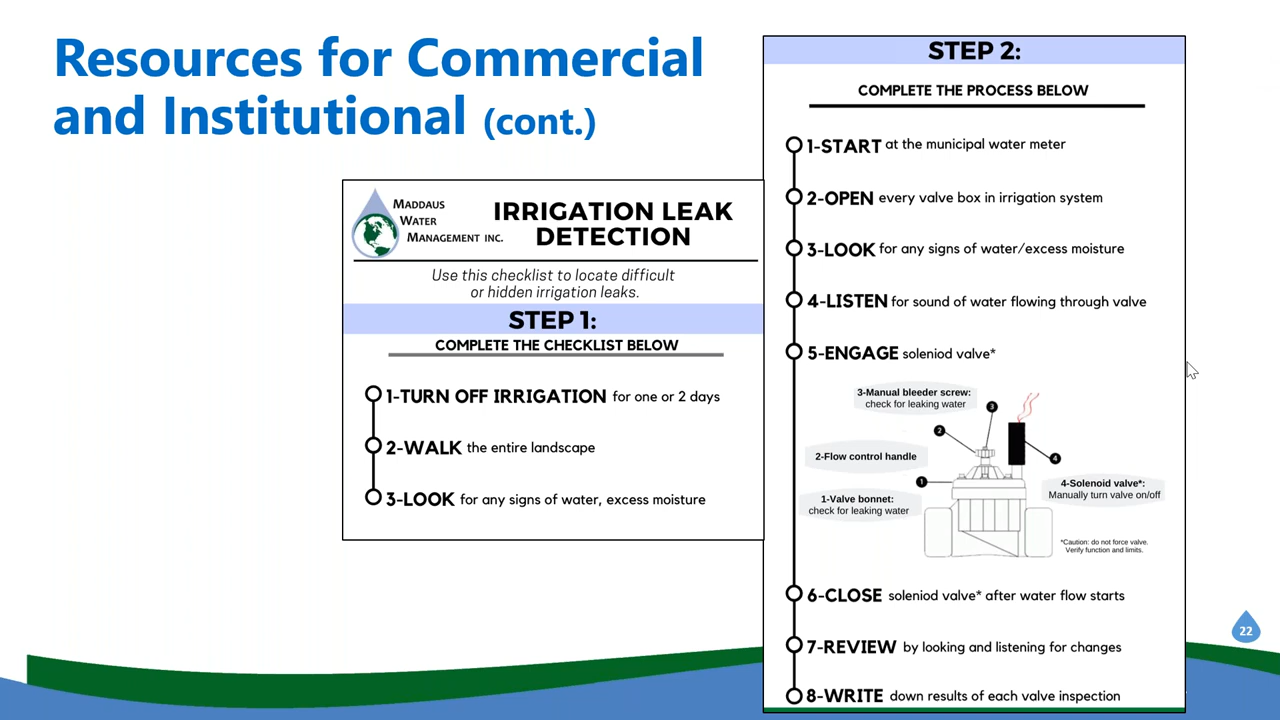 Resources for Commercial
and Institutional (cont.)
MADDAUS
WATER
MANAGEMENT INC.
IRRIGATION LEAK
DETECTION
Use this checklist to locate difficult
or hidden irrigation leaks.
STEP 1:
COMPLETE THE CHECKLIST BELOW
1-TURN OFF IRRIGATION for one or 2 days
2-WALK the entire landscape
3-LOOK for any signs of water, excess moisture
STEP 2:
COMPLETE THE PROCESS BELOW
1-START at the municipal water meter
2-OPEN every valve box in irrigation system
3-LOOK for any signs of water/excess moisture
4-LISTEN for sound of water flowing through valve
5-ENGAGE soleniod valve*
3-Manual bleeder screw:
check for leaking water
3
2
2-Flow control handle
4
1
4-Solenoid valve*:
Manually turn valve on/off
1-Valve bonnet:
check for leaking water
*Caution: do not force valve.
Verify function and limits.
6-CLOSE soleniod valve* after water flow starts
7-REVIEW by looking and listening for changes
8-WRITE down results of each valve inspection
22